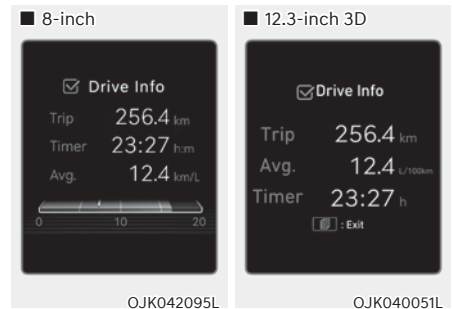 ■ 8-inch
Drive Info
Trip 256.4 km
Timer 23:27 h:m
Avg. 12.4 km/L
0 10 20
OJK042095L
■ 12.3-inch 3D
Drive Info
Trip 256.4 km
Avg. 12.4 L/100km
Timer 23:27 h
: Exit
OJK040051L